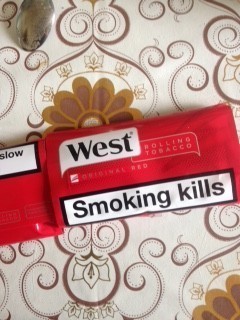 West
ROLLING
TOBACCO
ORIGINAL RED
Smoking kills
slow